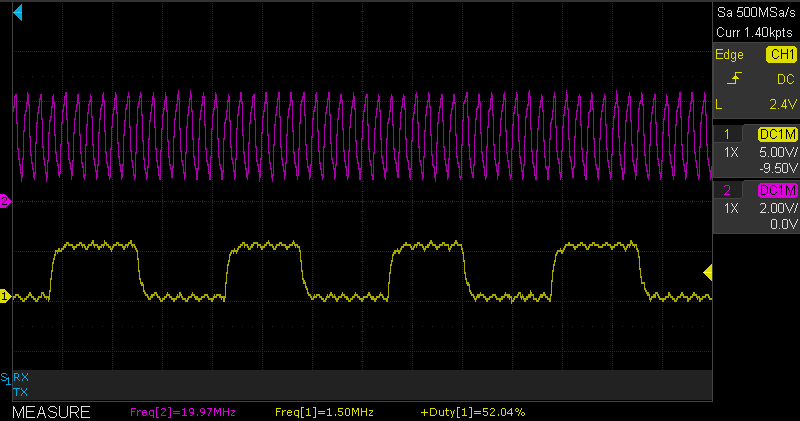 Sa 500MSa/s
Curr 1.40kpts
Edge CH1
DC
L 2.4V
1 DC1M
1X 5.00V/
-9.50V
2 DC1M
1X 2.00V/
0.0V
2
1
S1 RX
TX
MEASURE Freq[2]=19.97MHz Freq[1]=1.50MHz +Duty[1]=52.04%